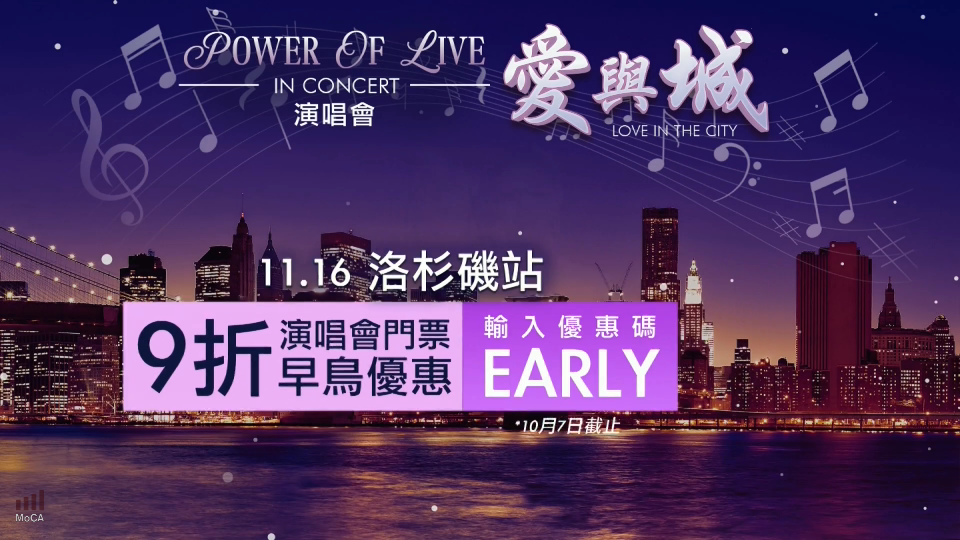 POWER OF LIVE
IN CONCERT
演唱會
愛與城
LOVE IN THE CITY
11.16 洛杉磯站
9折
演唱會門票
早鳥優惠
輸入優惠碼
EARLY
*10月7日截止
MoCA